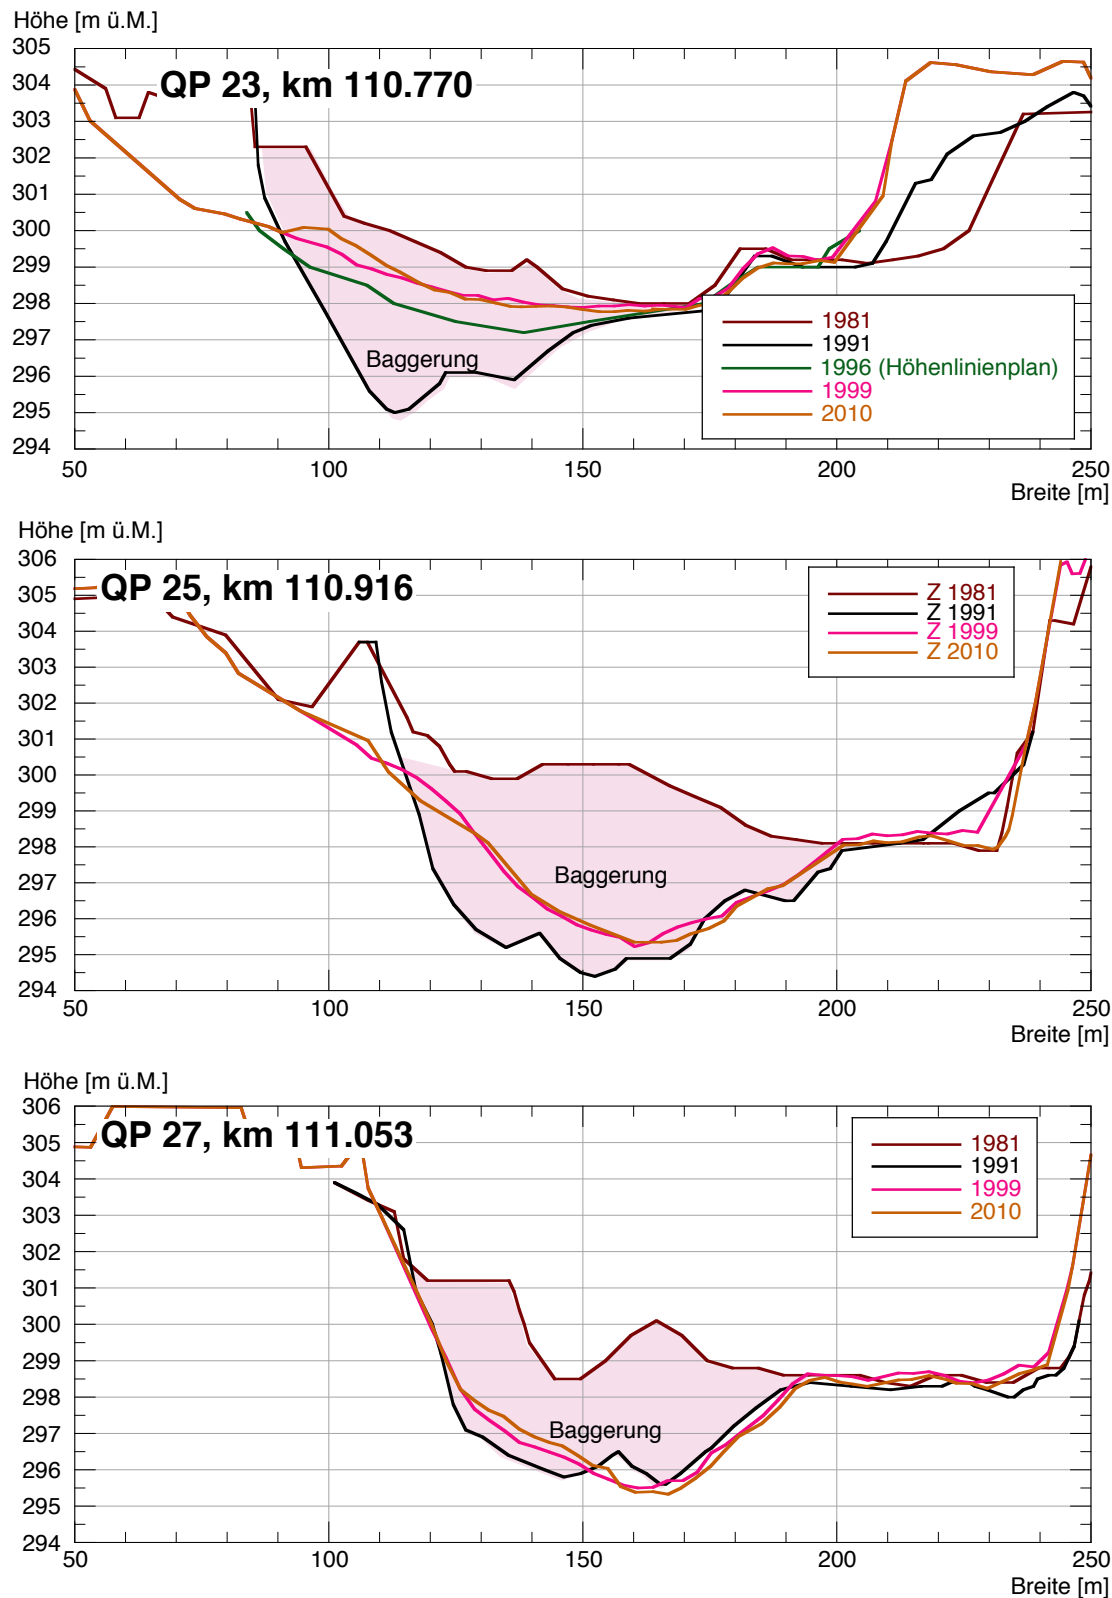 Höhe [m ü.M.]
305
QP 23, km 110.770
304
303
302
301
300
299
298
1981
297
1991
Baggerung
1996 (Höhenlinienplan)
296
1999
295
2010
294
50 100 150 200 250
Breite [m]
Höhe [m ü.M.]
306
QP 25, km 110.916
Z 1981
305
Z 1991
Z 1999
304
Z 2010
303
302
301
300
299
298
297
Baggerung
296
295
294
50 100 150 200 250
Breite [m]
Höhe [m ü.M.]
306
QP 27, km 111.053
1981
305
1991
304
1999
303
2010
302
301
300
299
298
297
Baggerung
296
295
294
50 100 150 200 250
Breite [m]